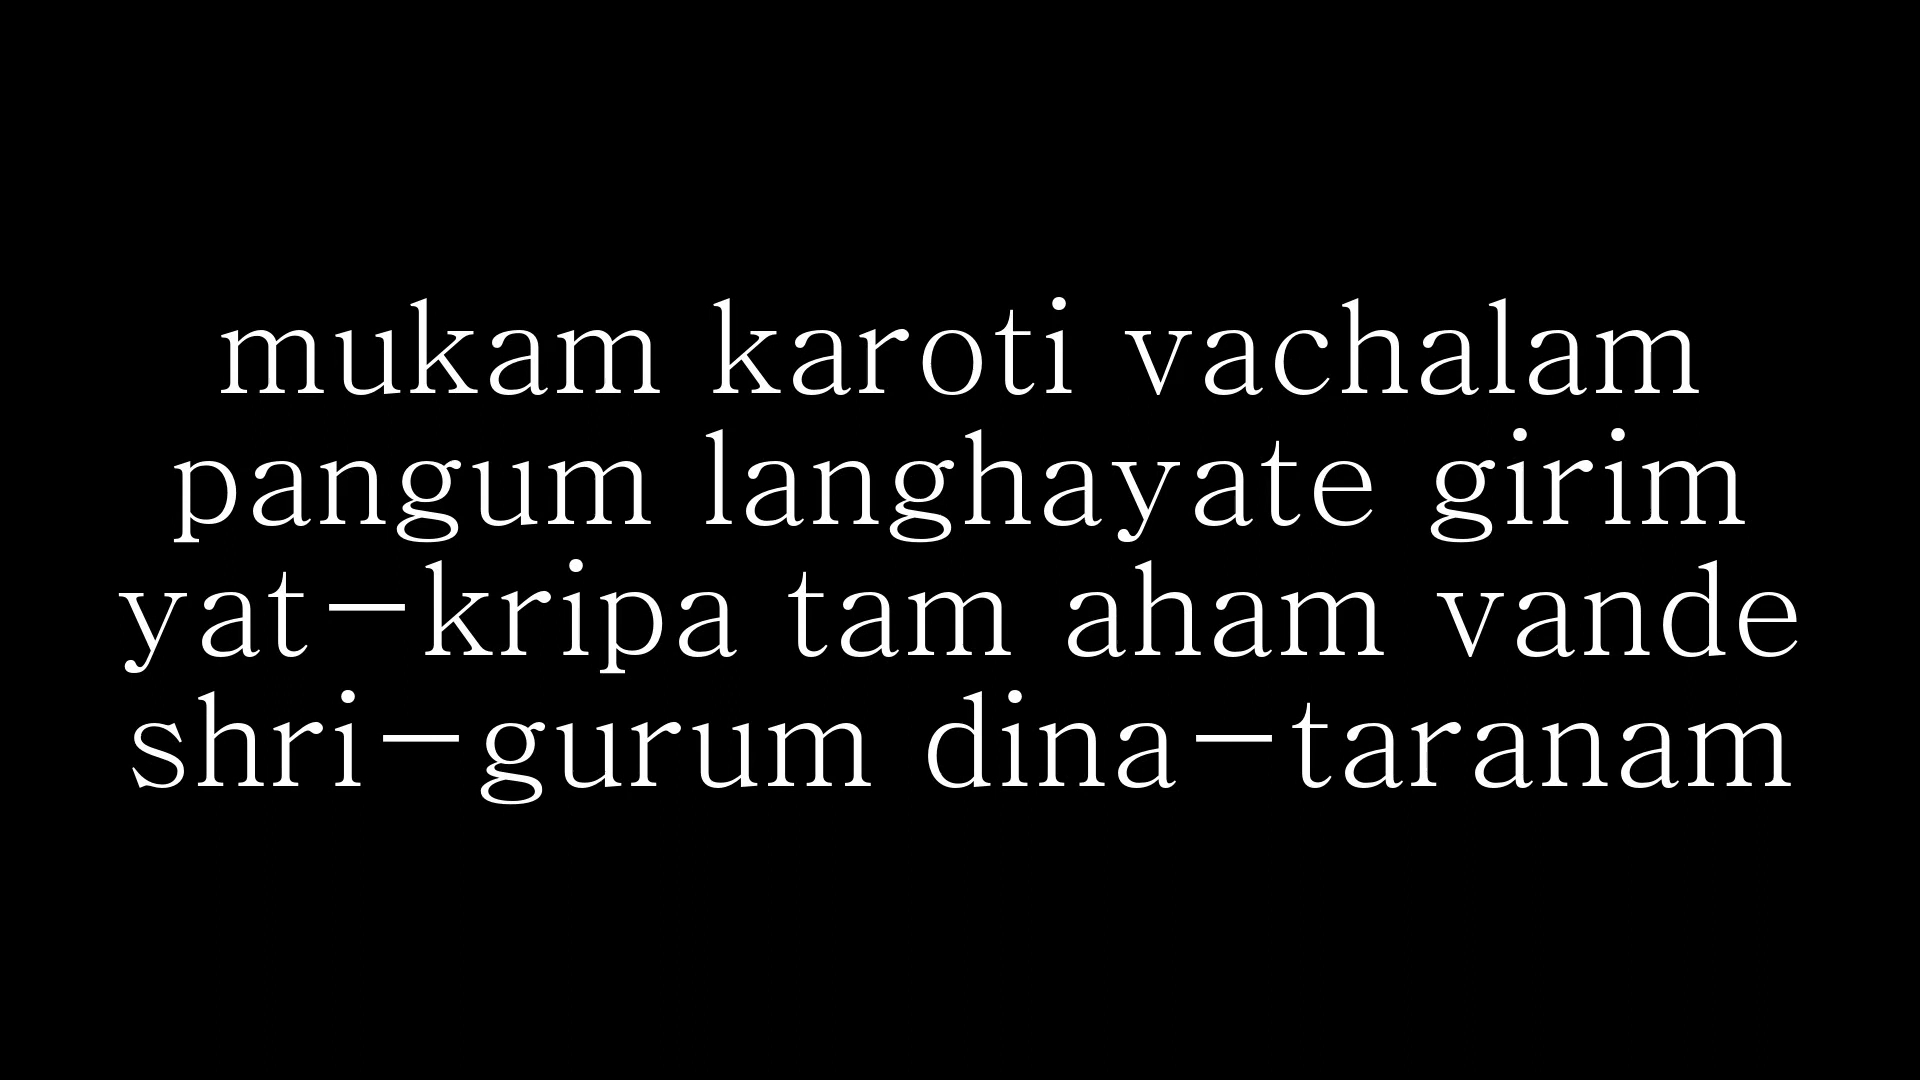 mukam karoti vachalam
pangum langhayate girim
yat-kripa tam aham vande
shri-gurum dina-taranam